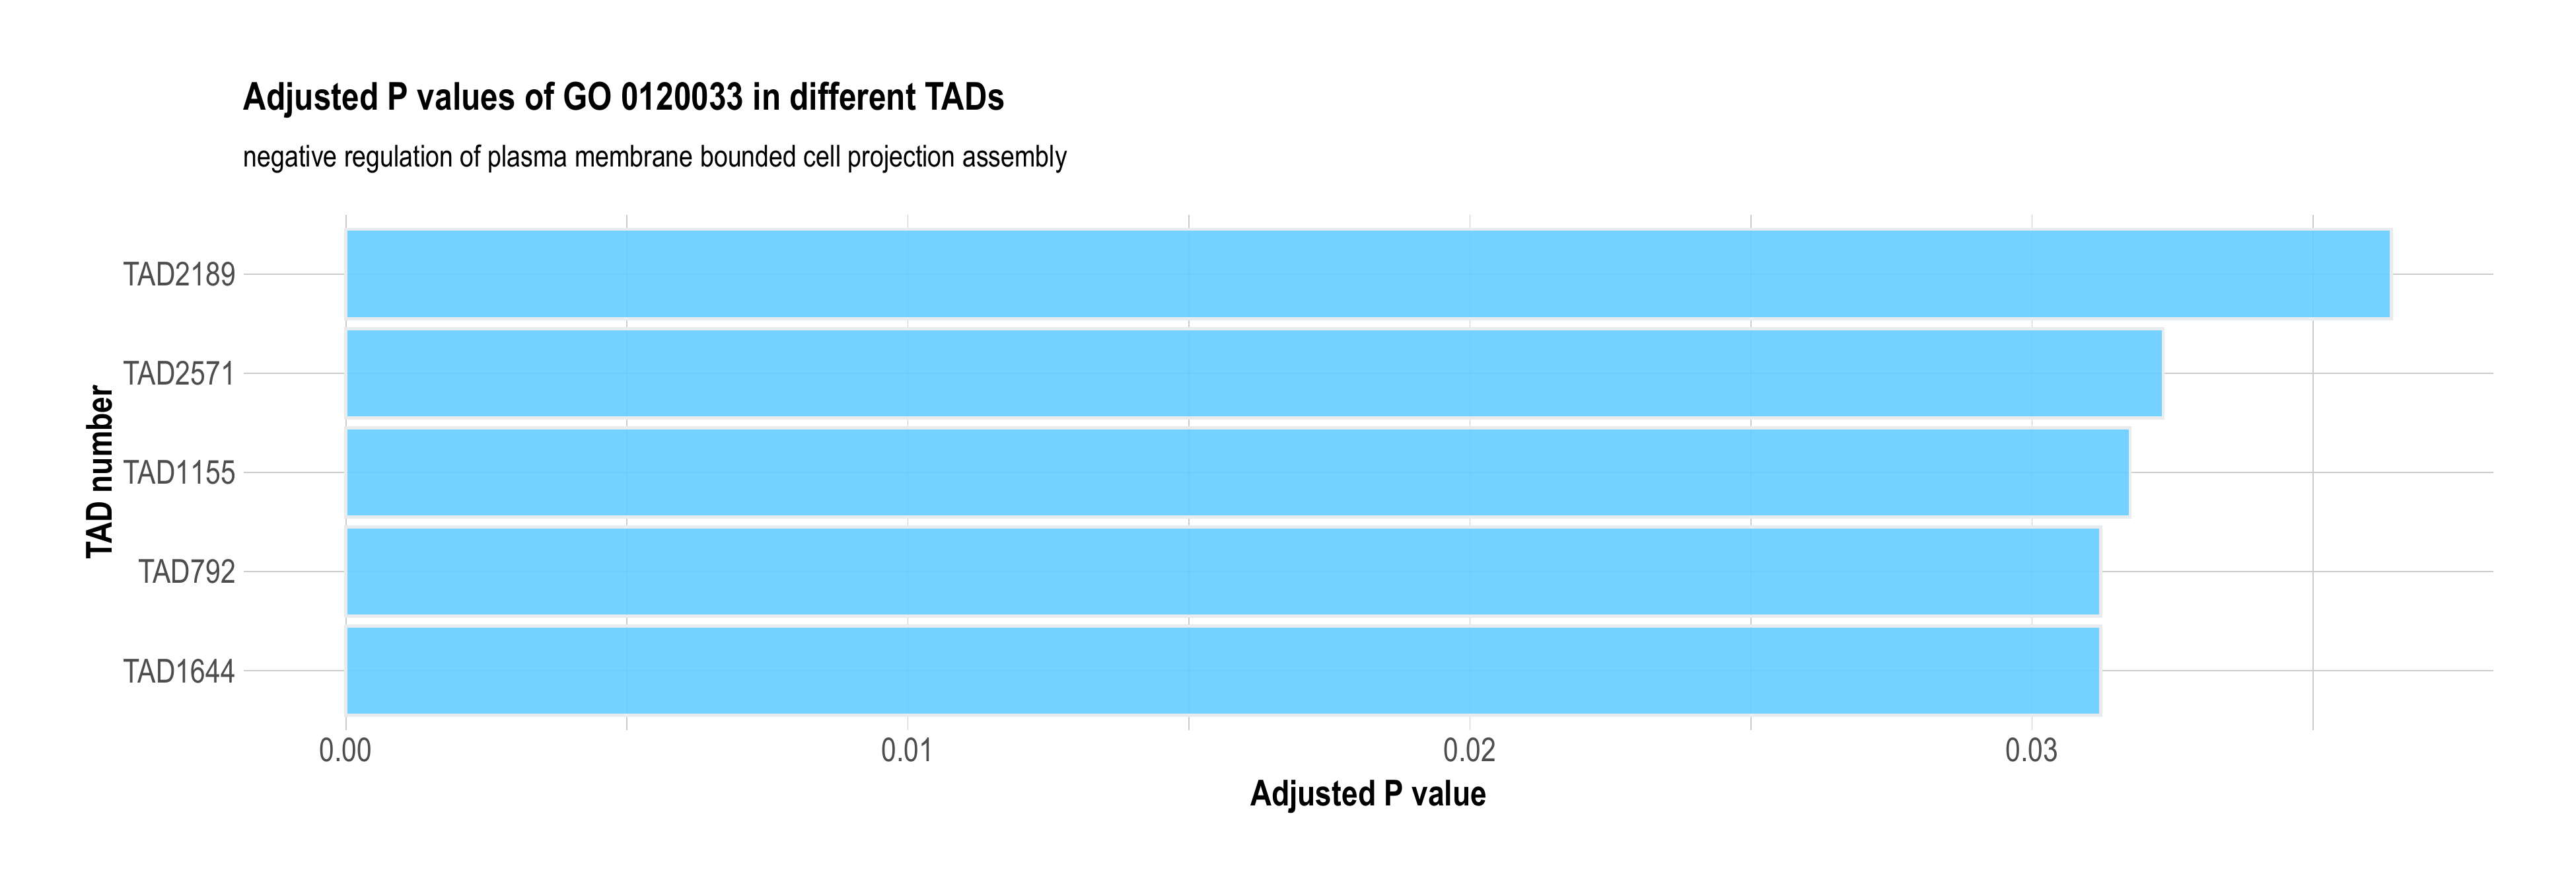 Adjusted P values of GO 0120033 in different TADs
negative regulation of plasma membrane bounded cell projection assembly
TAD number
TAD2189
TAD2571
TAD1155
TAD792
TAD1644
0.00 0.01 0.02 0.03
Adjusted P value